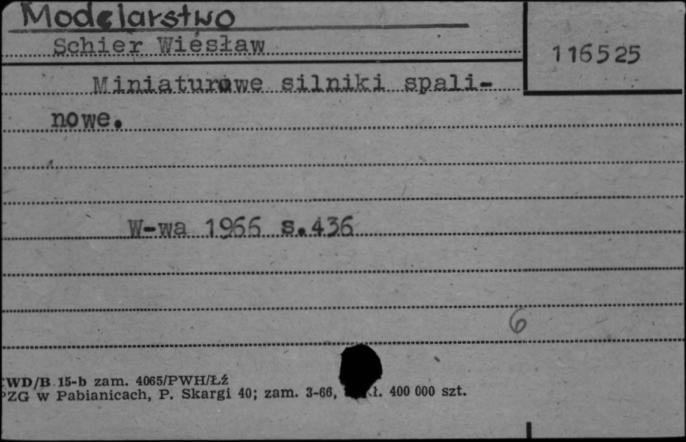 Modelarstwo
Schier Wiesław
116525
Miniaturowe silniki spali-
nowe.
W-wa 1966 s.436
6
WD/B 15-b zam. 4065/PWH/Łź
PZG w Pabianicach, P. Skargi 40; zam. 3-66, 400 000 szt.